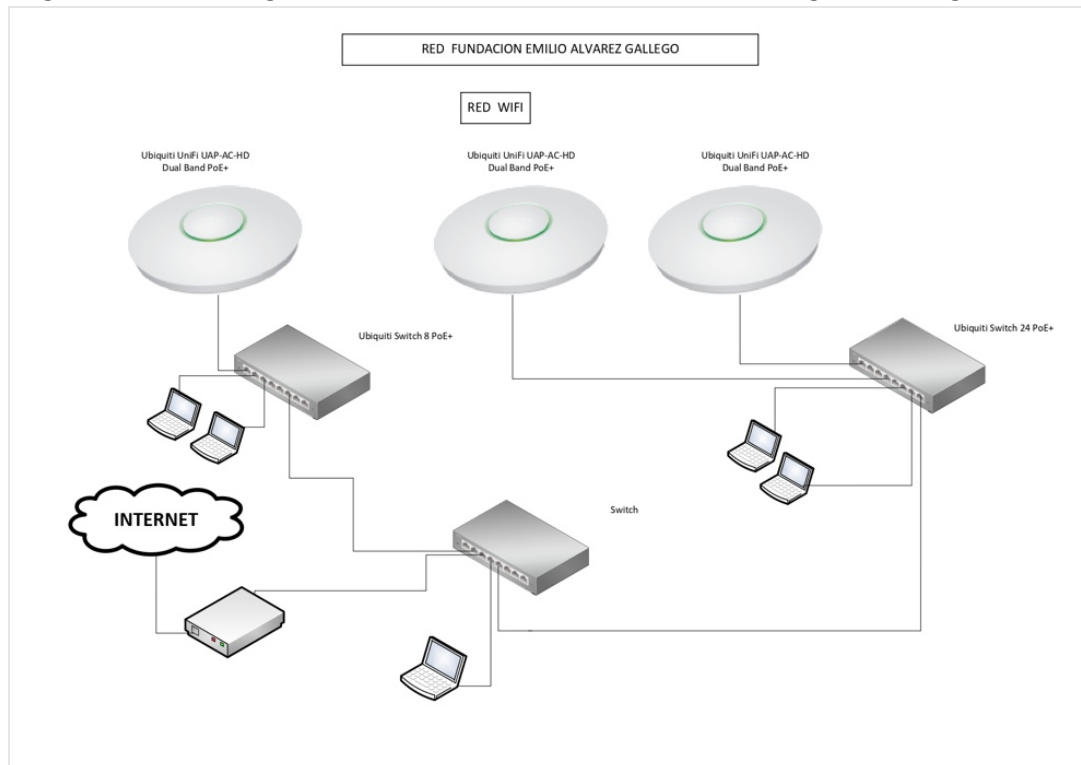 RED FUNDACION EMILIO ALVAREZ GALLEGO
RED WIFI
Ubiquiti UniFi UAP-AC-HD
Dual Band PoE+
Ubiquiti UniFi UAP-AC-HD
Dual Band PoE+
Ubiquiti UniFi UAP-AC-HD
Dual Band PoE+
Ubiquiti Switch 8 PoE+
Ubiquiti Switch 24 PoE+
INTERNET
Switch